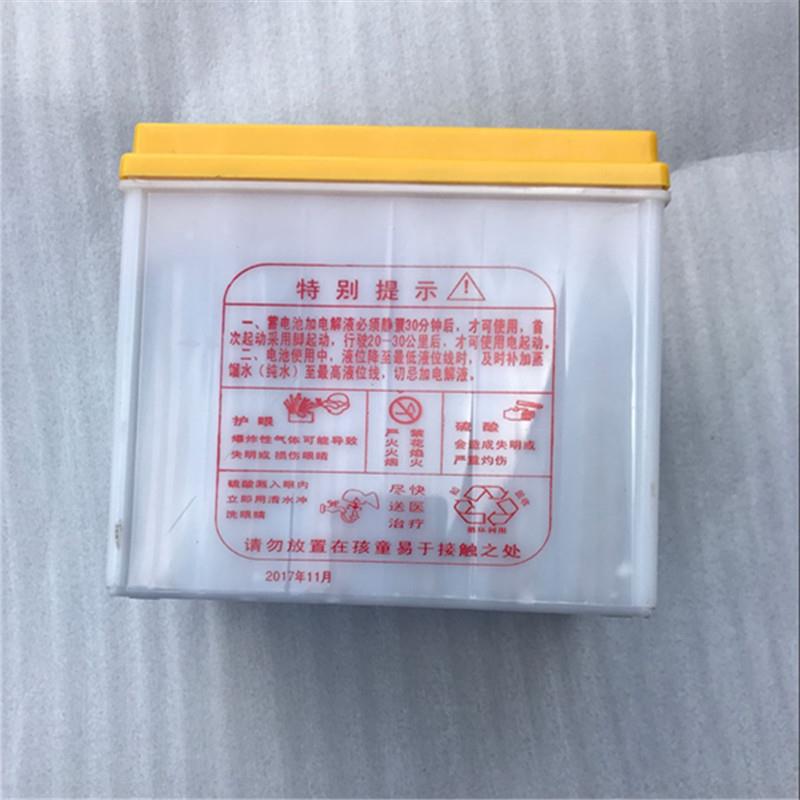 特别提示
一、蓄电池加电解液必须静置30分钟后，才可使用，首
次起动采用脚起动，行驶20—30公里后，才可使用电起动。
二、电池使用中，液位降至最低液位线时，及时补加蒸
馏水（纯水）至最高液位线，切忌加电解液。
护眼
爆炸性气体可能导致
失明或 损伤眼睛
严禁
火花
火焰
烟火
硫酸
会造成失明或
严重灼伤
硫酸溅入眼内
立即用清水冲
洗眼睛
尽快
送医
治疗
回收
循环利用
请勿放置在孩童易于接触之处
2017年11月